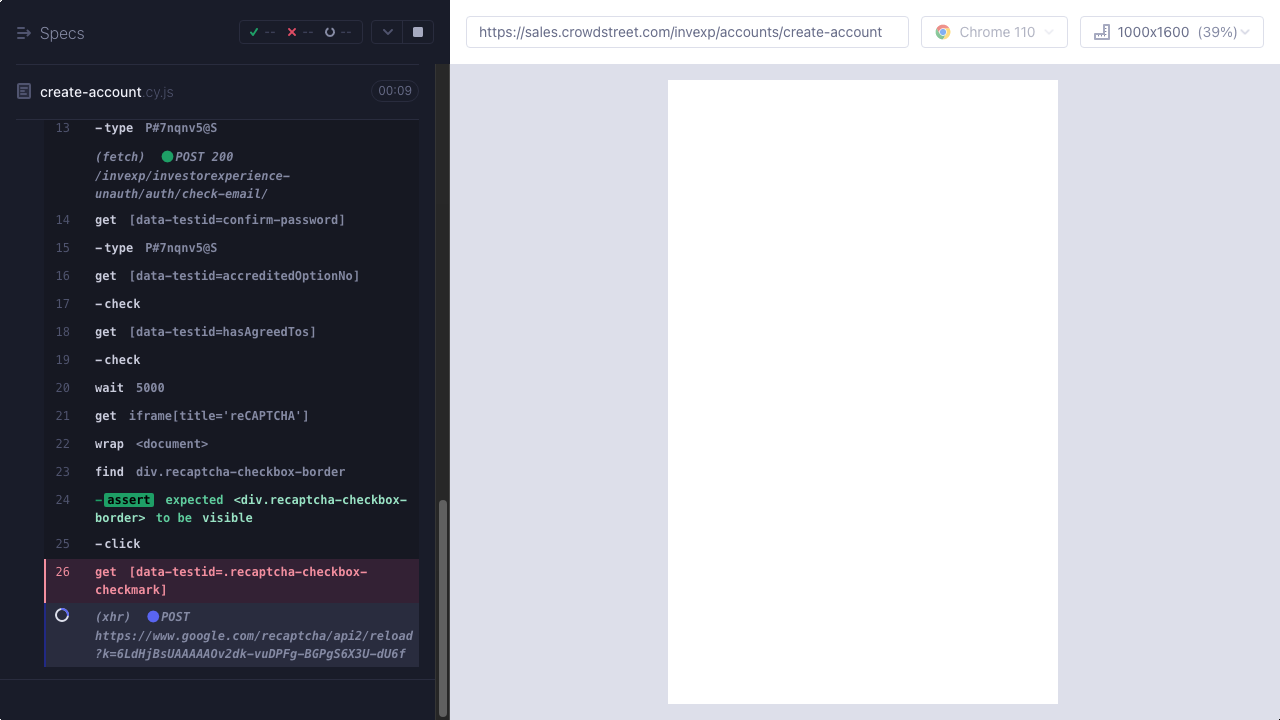 Specs
--
--
--
https://sales.crowdstreet.com/invexp/accounts/create-account
Chrome 110
1000x1600 (39%)
create-account.cy.js
00:09
13 -type P#7nqnv5@S
(fetch) POST 200
/invexp/investorexperience-
unauth/auth/check-email/
14 get [data-testid=confirm-password]
15 -type P#7nqnv5@S
16 get [data-testid=accreditedOptionNo]
17 -check
18 get [data-testid=hasAgreedTos]
19 -check
20 wait 5000
21 get iframe[title='reCAPTCHA']
22 wrap <document>
23 find div.recaptcha-checkbox-border
24 -assert expected <div.recaptcha-checkbox-
border> to be visible
25 -click
26 get [data-testid=.recaptcha-checkbox-
checkmark]
(xhr) POST
https://www.google.com/recaptcha/api2/reload
?k=6LdHjBsUAAAAAOv2dk-vuDPFg-BGPgS6X3U-dU6f